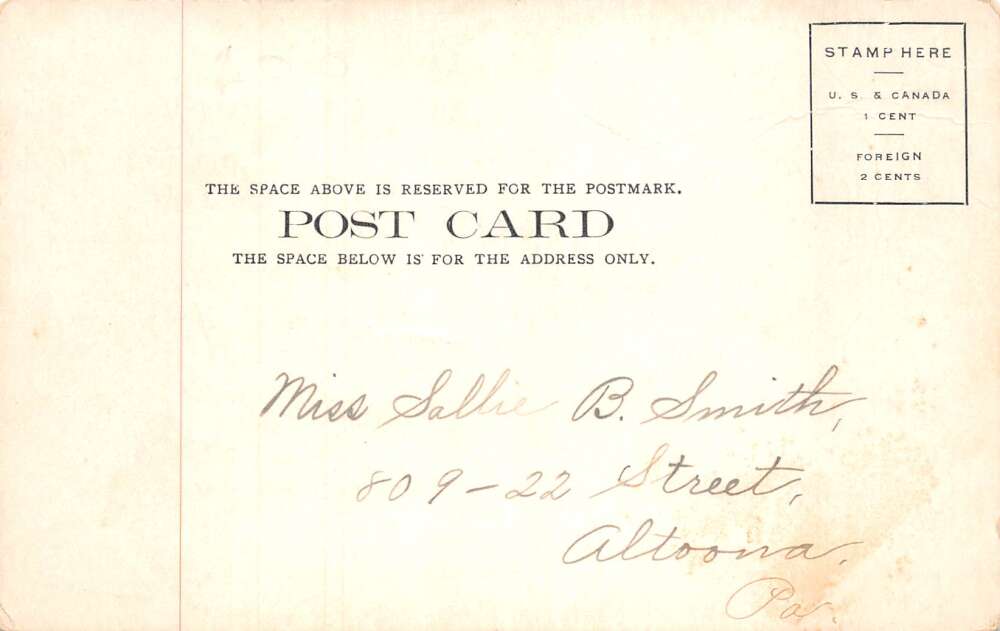 STAMP HERE
U. S. & CANADA
1 CENT
FOREIGN
2 CENTS
THE SPACE ABOVE IS RESERVED FOR THE POSTMARK.
POST CARD
THE SPACE BELOW IS FOR THE ADDRESS ONLY.
Miss Sallie B. Smith,
809-22 Street,
Altoona,
Pa.